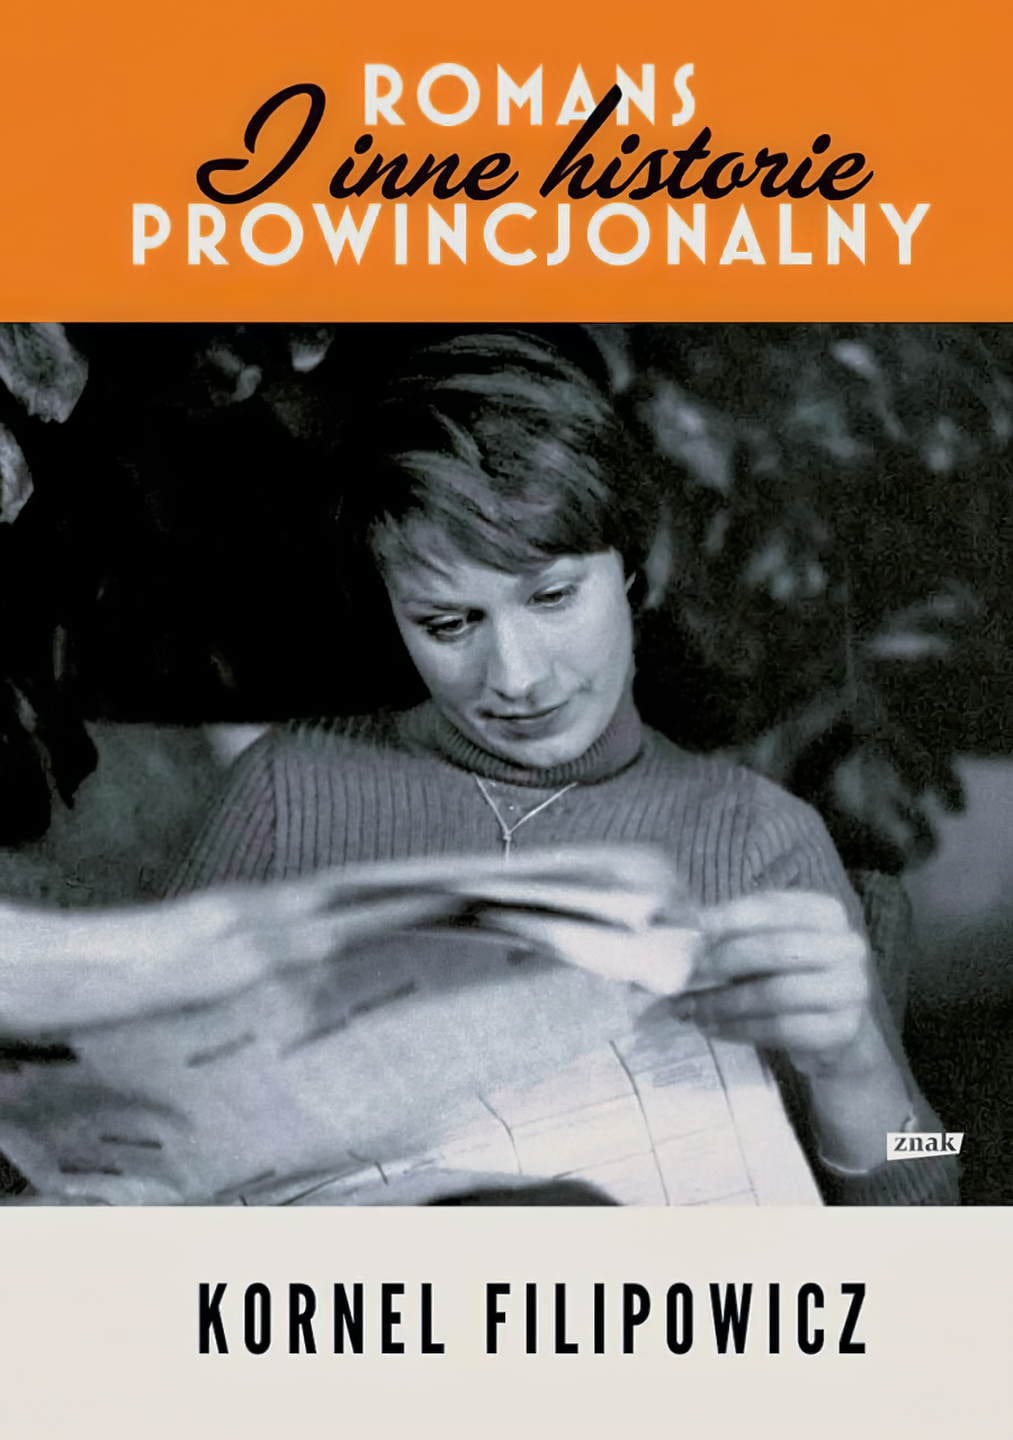 ROMANS
I inne historie
PROWINCJONALNY
znak
KORNEL FILIPOWICZ